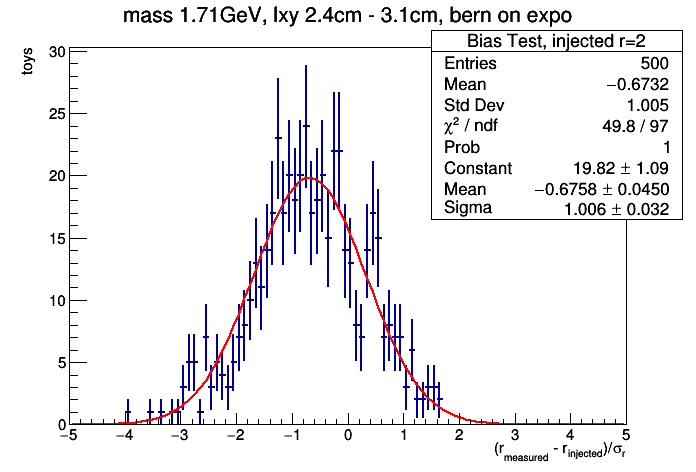 mass 1.71GeV, lxy 2.4cm - 3.1cm, bern on expo
Bias Test, injected r=2
Entries 500
Mean −0.6732
Std Dev 1.005
χ² / ndf 49.8 / 97
Prob 1
Constant 19.82 ± 1.09
Mean −0.6758 ± 0.0450
Sigma 1.006 ± 0.032
toys
30
25
20
15
10
5
0
−5 −4 −3 −2 −1 0 1 2 3 4 5
(r_measured - r_injected)/σ_r